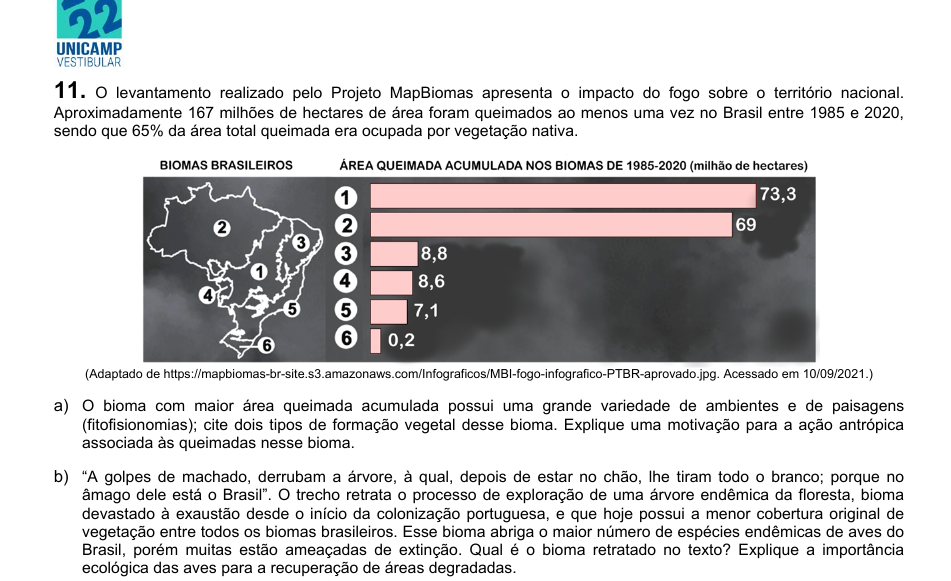 22
UNICAMP
VESTIBULAR
11. O levantamento realizado pelo Projeto MapBiomas apresenta o impacto do fogo sobre o território nacional.
Aproximadamente 167 milhões de hectares de área foram queimados ao menos uma vez no Brasil entre 1985 e 2020,
sendo que 65% da área total queimada era ocupada por vegetação nativa.
BIOMAS BRASILEIROS
2
3
1
4
5
6
ÁREA QUEIMADA ACUMULADA NOS BIOMAS DE 1985-2020 (milhão de hectares)
1 73,3
2 69
3 8,8
4 8,6
5 7,1
6 0,2
(Adaptado de https://mapbiomas-br-site.s3.amazonaws.com/Infograficos/MBI-fogo-infografico-PTBR-aprovado.jpg. Acessado em 10/09/2021.)
a) O bioma com maior área queimada acumulada possui uma grande variedade de ambientes e de paisagens
(fitofisionomias); cite dois tipos de formação vegetal desse bioma. Explique uma motivação para a ação antrópica
associada às queimadas nesse bioma.
b) “A golpes de machado, derrubam a árvore, à qual, depois de estar no chão, lhe tiram todo o branco; porque no
âmago dele está o Brasil”. O trecho retrata o processo de exploração de uma árvore endêmica da floresta, bioma
devastado à exaustão desde o início da colonização portuguesa, e que hoje possui a menor cobertura original de
vegetação entre todos os biomas brasileiros. Esse bioma abriga o maior número de espécies endêmicas de aves do
Brasil, porém muitas estão ameaçadas de extinção. Qual é o bioma retratado no texto? Explique a importância
ecológica das aves para a recuperação de áreas degradadas.